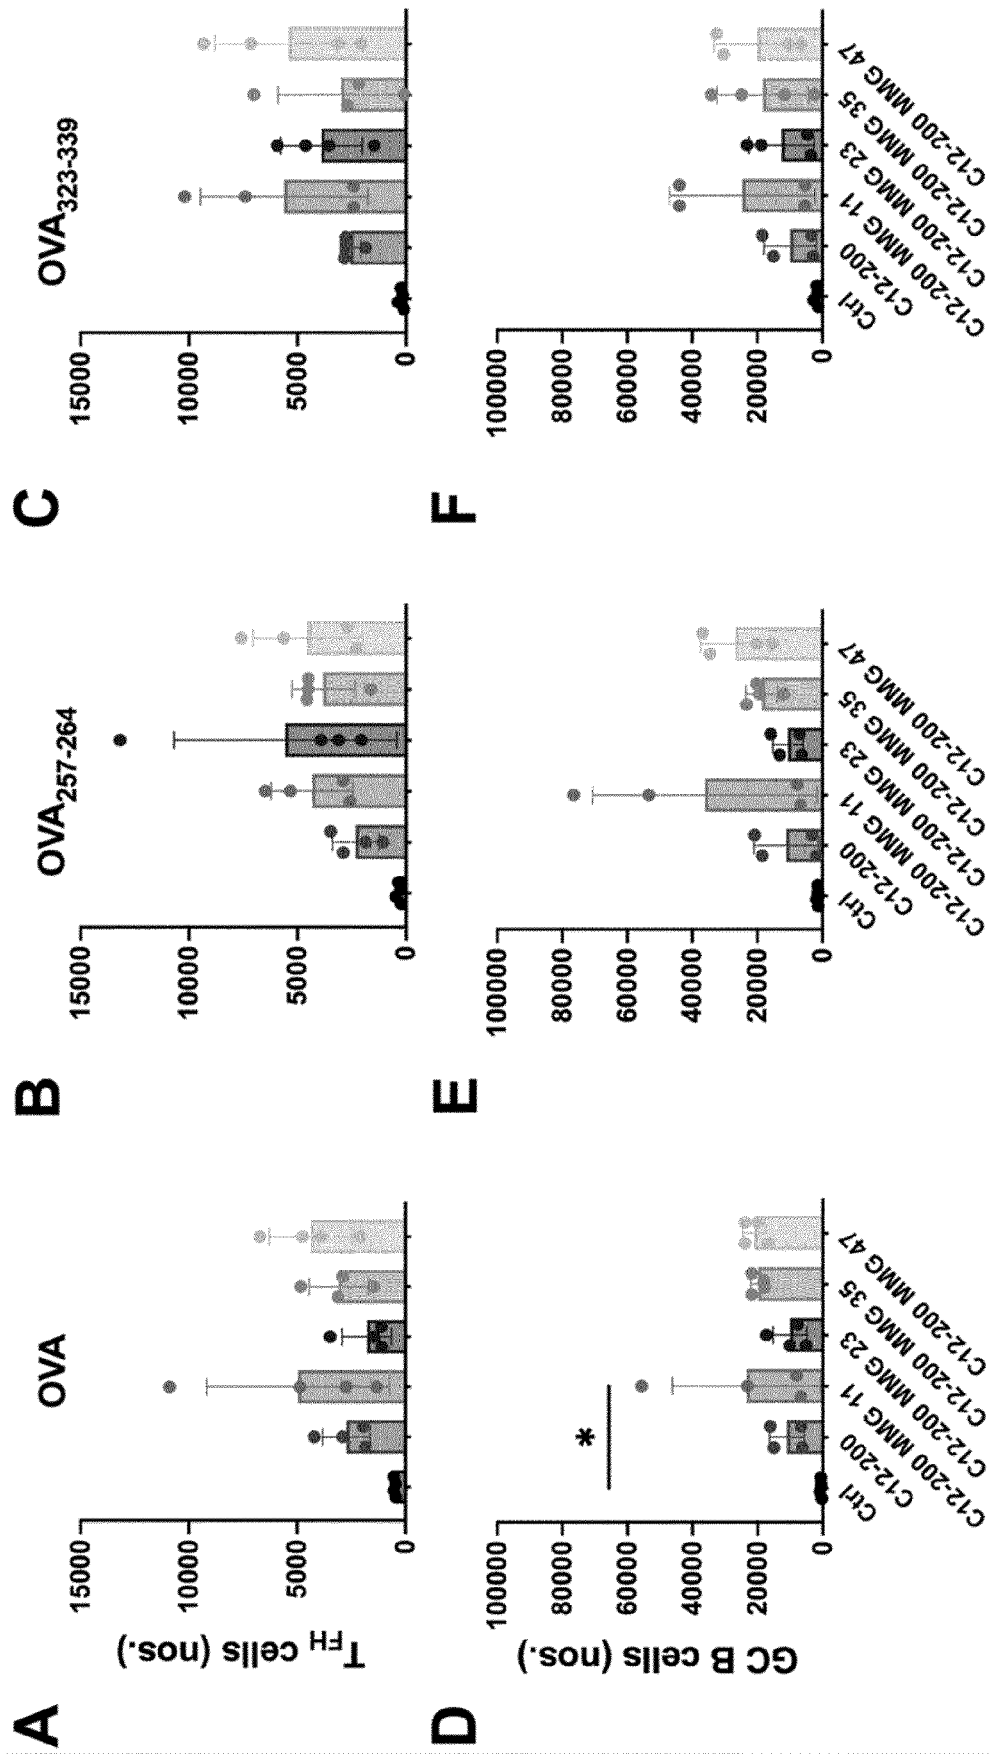 A
OVA
TFH cells (nos.)
15000
10000
5000
0
B
OVA257-264
15000
10000
5000
0
C
OVA323-339
15000
10000
5000
0
D
GC B cells (nos.)
100000
80000
60000
40000
20000
0
*
Ctrl
C12-200
C12-200 MMG 11
C12-200 MMG 23
C12-200 MMG 35
C12-200 MMG 47
E
100000
80000
60000
40000
20000
0
Ctrl
C12-200
C12-200 MMG 11
C12-200 MMG 23
C12-200 MMG 35
C12-200 MMG 47
F
100000
80000
60000
40000
20000
0
Ctrl
C12-200
C12-200 MMG 11
C12-200 MMG 23
C12-200 MMG 35
C12-200 MMG 47